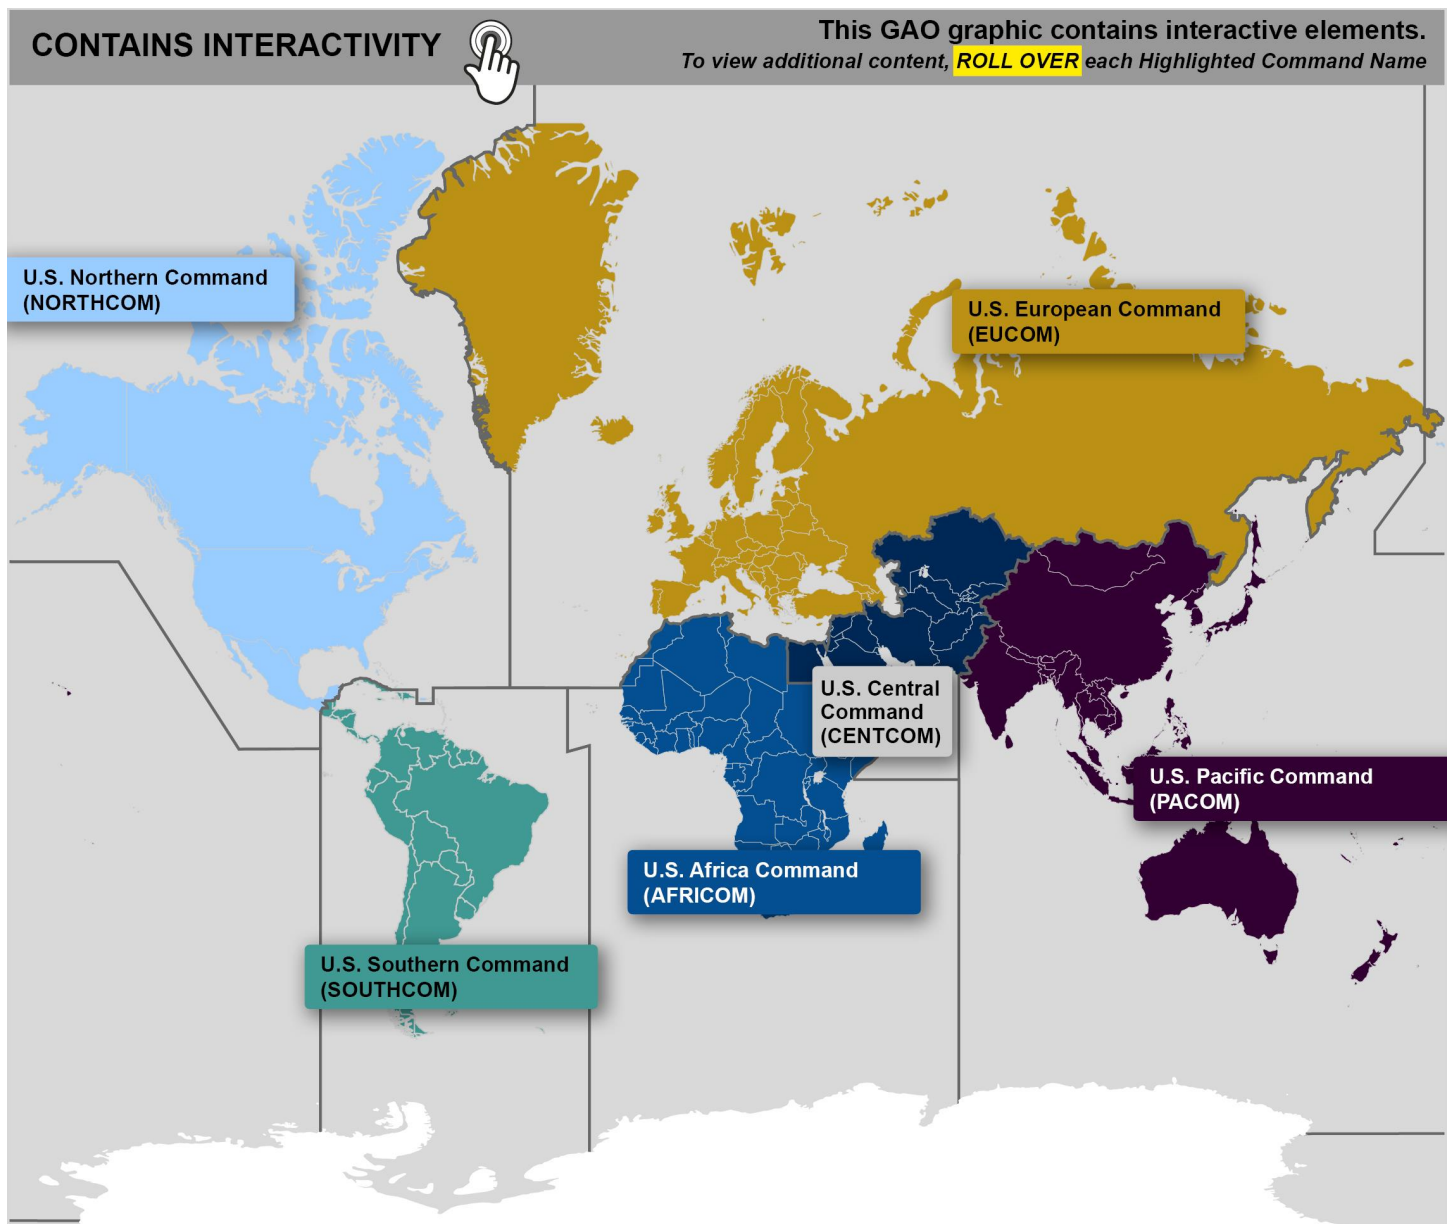 CONTAINS INTERACTIVITY
This GAO graphic contains interactive elements.
To view additional content, ROLL OVER each Highlighted Command Name
U.S. Northern Command
(NORTHCOM)
U.S. European Command
(EUCOM)
U.S. Central
Command
(CENTCOM)
U.S. Pacific Command
(PACOM)
U.S. Africa Command
(AFRICOM)
U.S. Southern Command
(SOUTHCOM)